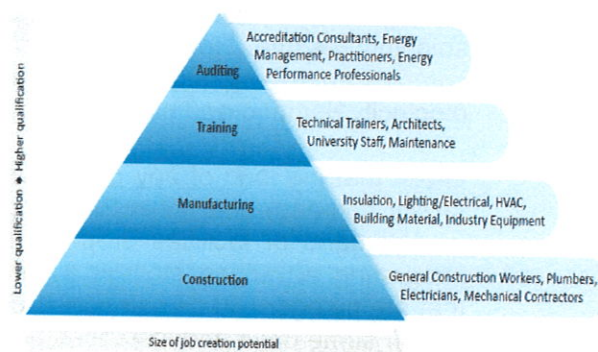 Accreditation Consultants, Energy
Management, Practitioners, Energy
Performance Professionals
Auditing
Technical Trainers, Architects,
University Staff, Maintenance
Training
Insulation, Lighting/Electrical, HVAC,
Building Material, Industry Equipment
Manufacturing
General Construction Workers, Plumbers,
Electricians, Mechanical Contractors
Construction
Lower qualification ◆ Higher qualification
Size of job creation potential